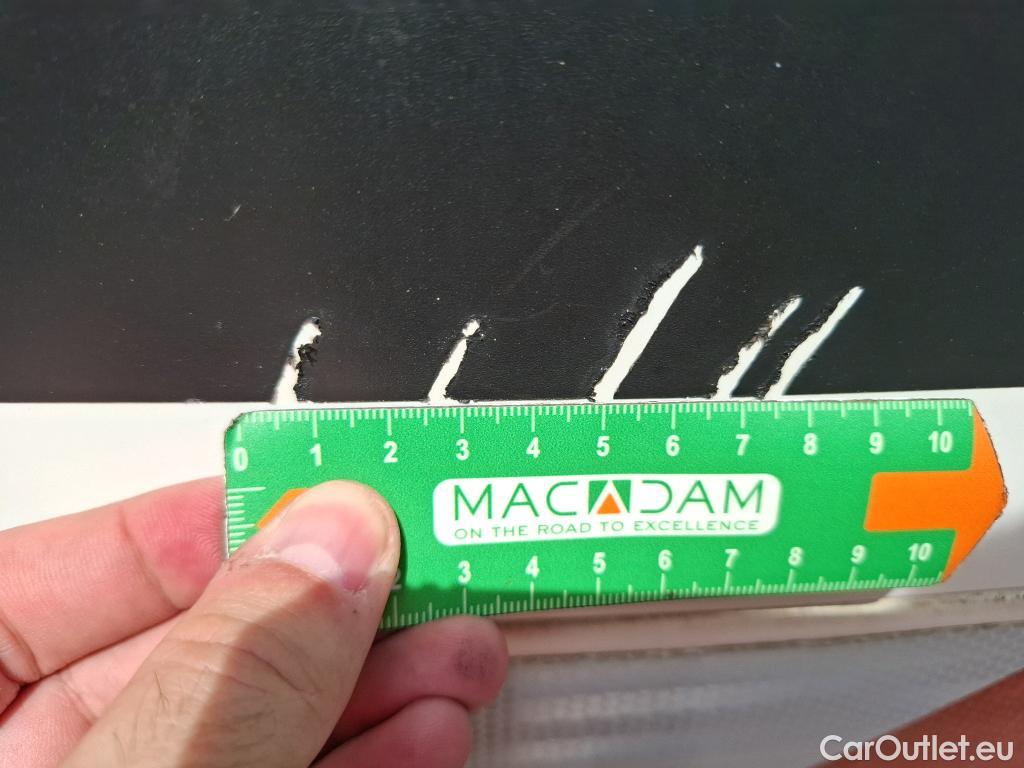 0 1 2 3 4 5 6 7 8 9 10
MACADAM
ON THE ROAD TO EXCELLENCE
2 3 4 5 6 7 8 9 10
CarOutlet.eu